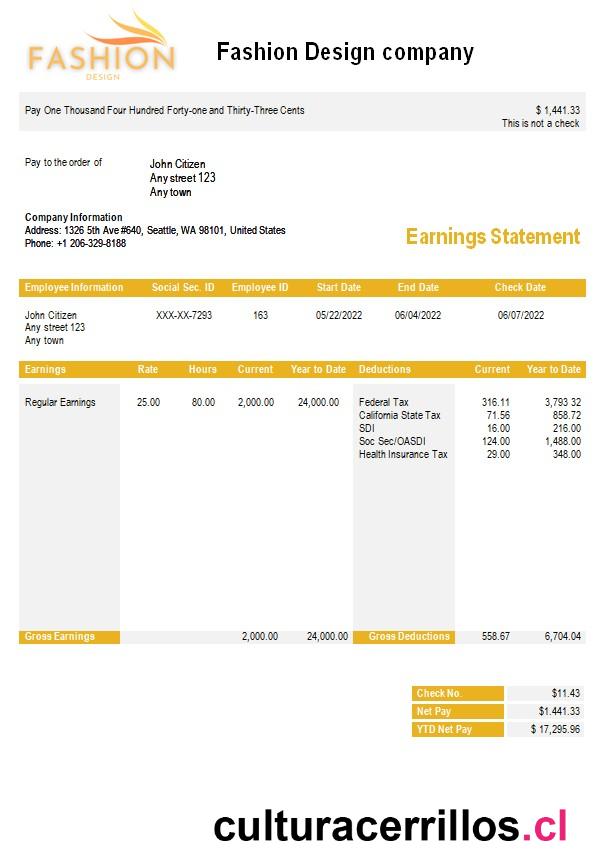 FASHION
DESIGN
Fashion Design company
Pay One Thousand Four Hundred Forty-one and Thirty-Three Cents $ 1,441.33
This is not a check
Pay to the order of John Citizen
Any street 123
Any town
Company Information
Address: 1326 5th Ave #640, Seattle, WA 98101, United States
Phone: +1 206-329-8188
Earnings Statement
Employee Information Social Sec. ID Employee ID Start Date End Date Check Date
John Citizen XXX-XX-7293 163 05/22/2022 06/04/2022 06/07/2022
Any street 123
Any town
Earnings Rate Hours Current Year to Date Deductions Current Year to Date
Regular Earnings 25.00 80.00 2,000.00 24,000.00 Federal Tax 316.11 3,793 32
California State Tax 71.56 858.72
SDI 16.00 216.00
Soc Sec/OASDI 124.00 1,488.00
Health Insurance Tax 29.00 348.00
Gross Earnings 2,000.00 24,000.00 Gross Deductions 558.67 6,704.04
Check No. $11.43
Net Pay $1.441.33
YTD Net Pay $ 17,295.96
culturacerrillos.cl